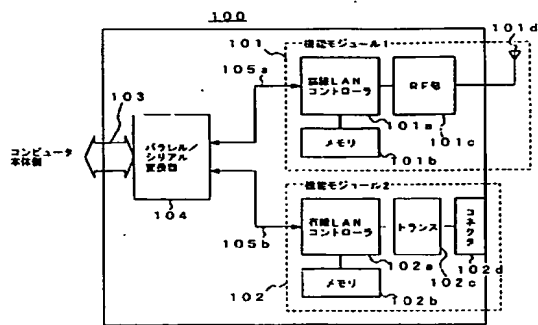 100
機能モジュール1
101
101d
105a
103
無線LAN
コントローラ
RF部
101a
101c
メモリ
101b
コンピュータ
本体側
パラレル/
シリアル
104
機能モジュール2
有線LAN
コントローラ
トランス
コネクタ
105b
102a
102c
102d
メモリ
102
102b